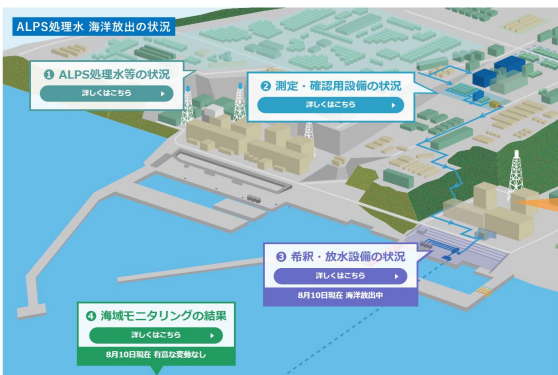 ALPS処理水 海洋放出の状況
❶ ALPS処理水等の状況
詳しくはこちら
❷ 測定・確認用設備の状況
詳しくはこちら
❸ 希釈・放水設備の状況
詳しくはこちら
8月10日現在 海洋放出中
❹ 海域モニタリングの結果
詳しくはこちら
8月10日現在 有意な変動なし